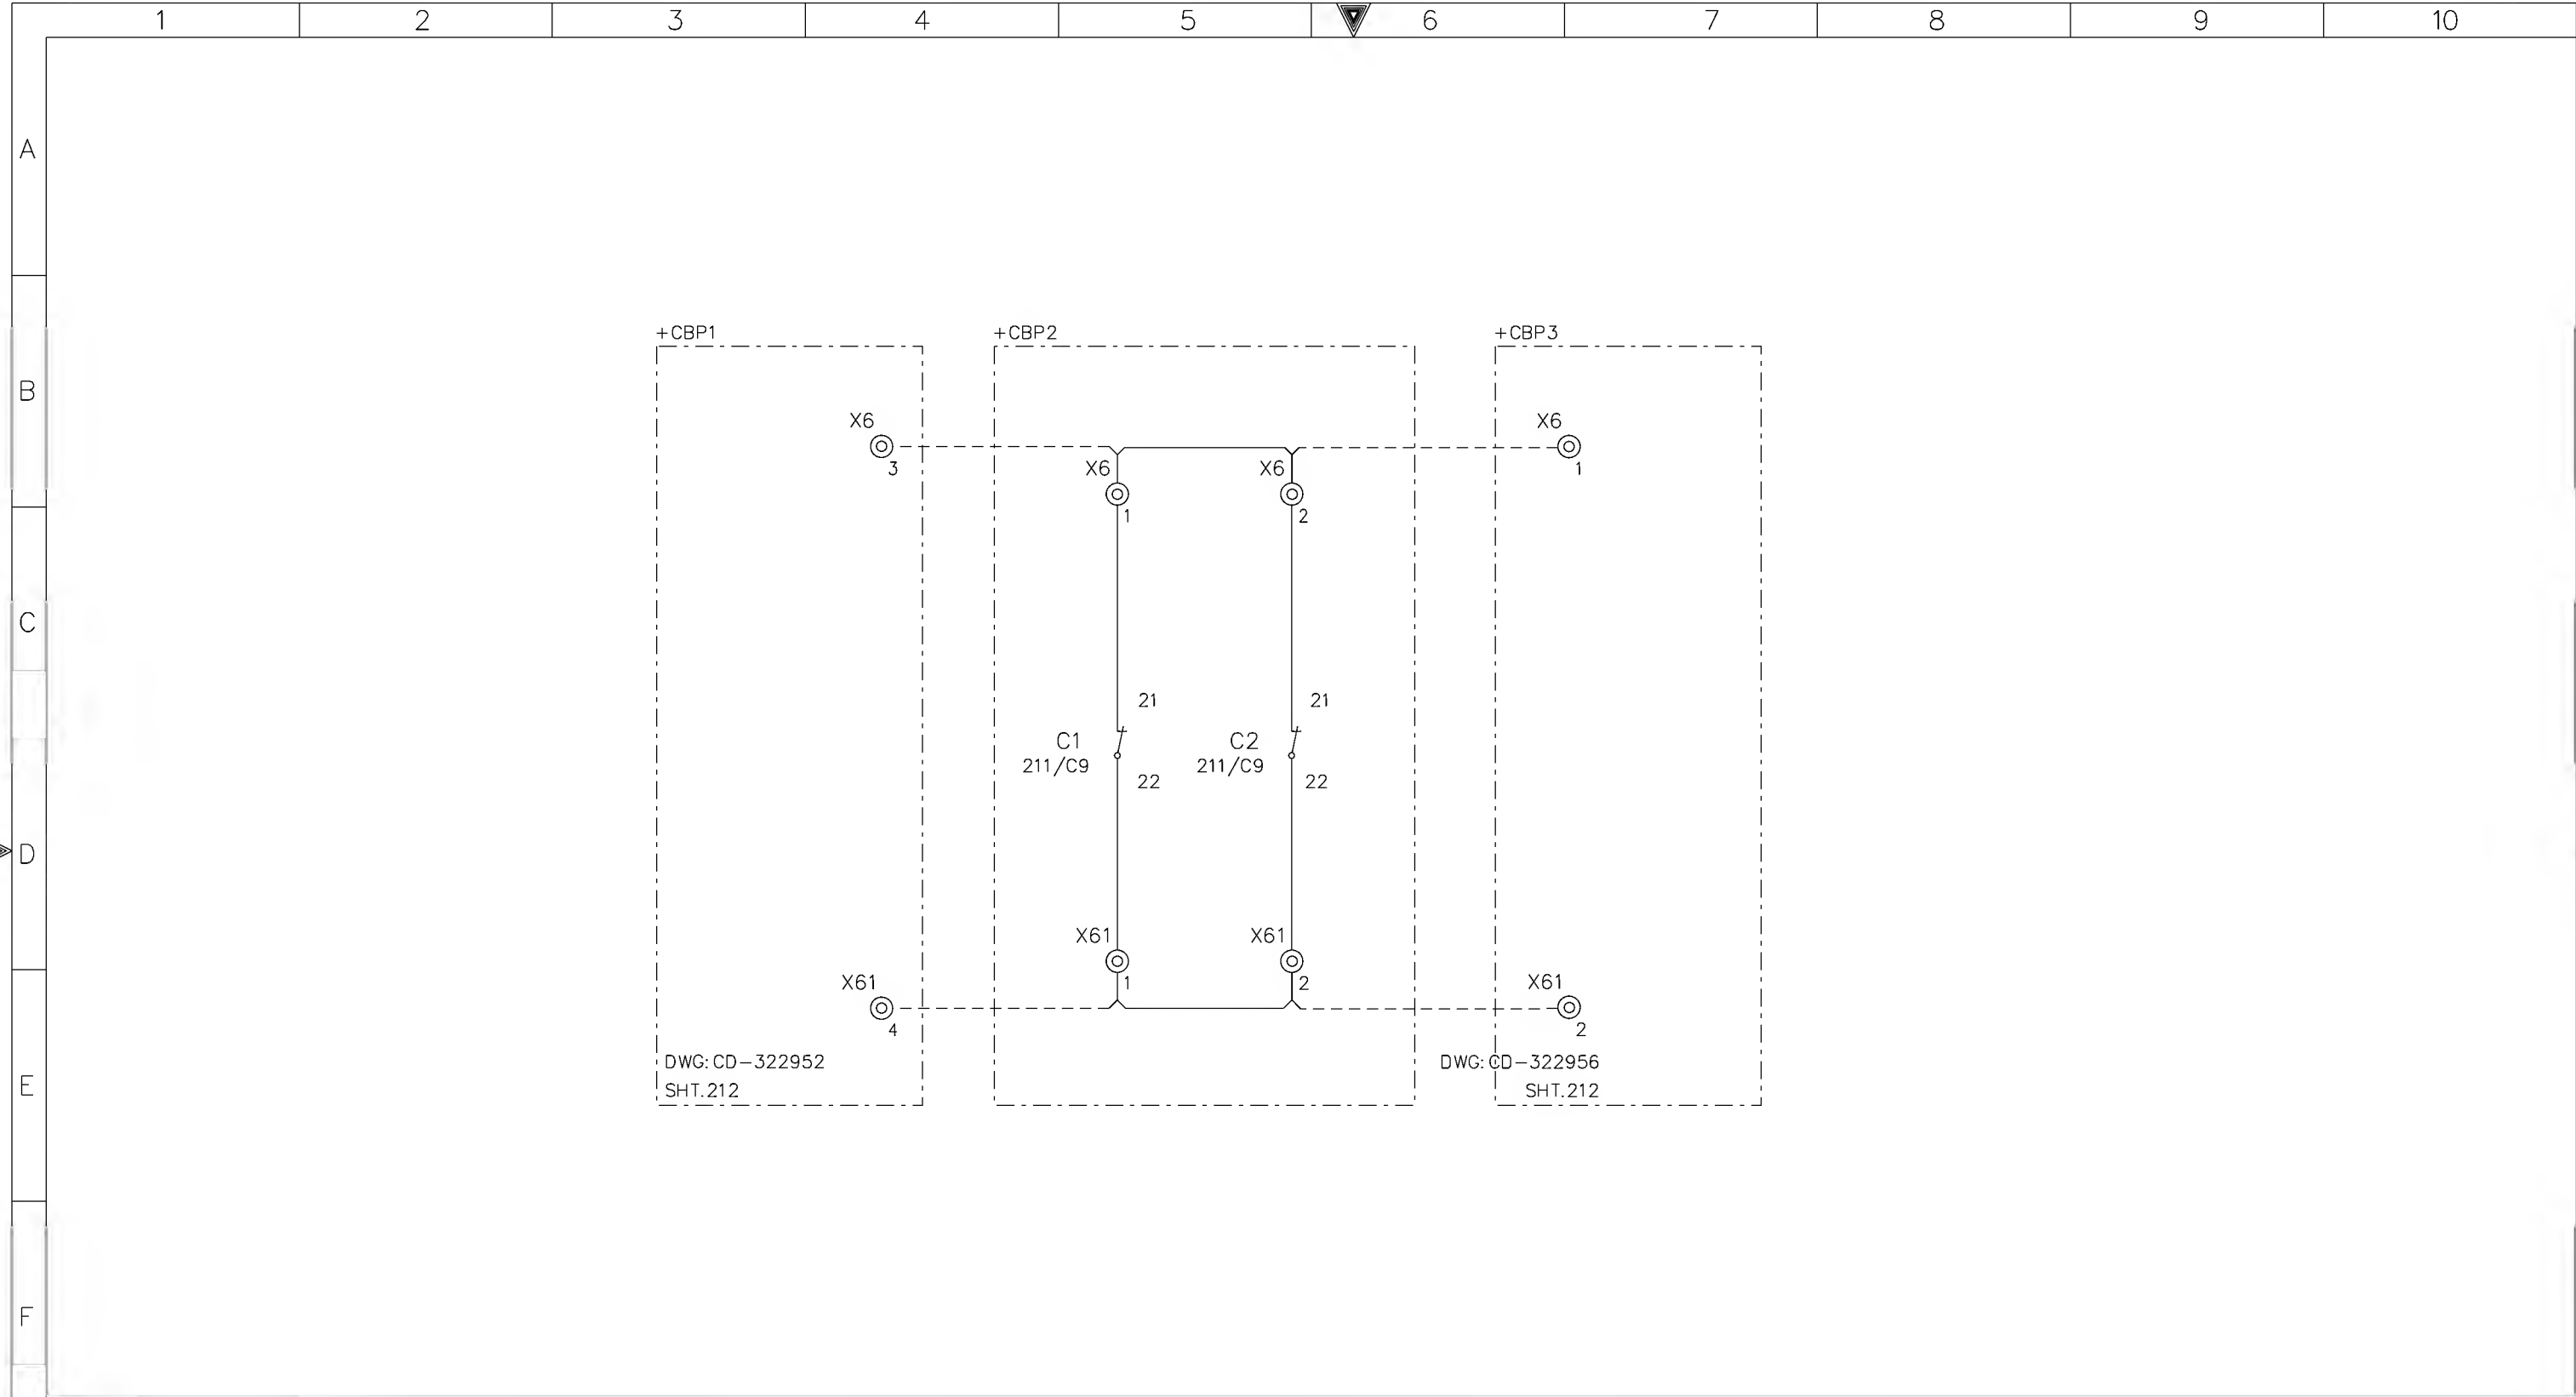 1 2 3 4 5 6 7 8 9 10
A
+CBP1 +CBP2 +CBP3
B
X6 X6
3 X6 X6 1
1 2
C
21 21
C1 C2
211/C9 211/C9
22 22
D
X61 X61
X61 1 2 X61
4 2
DWG:CD-322952 DWG:CD-322956
E
SHT.212 SHT.212
F